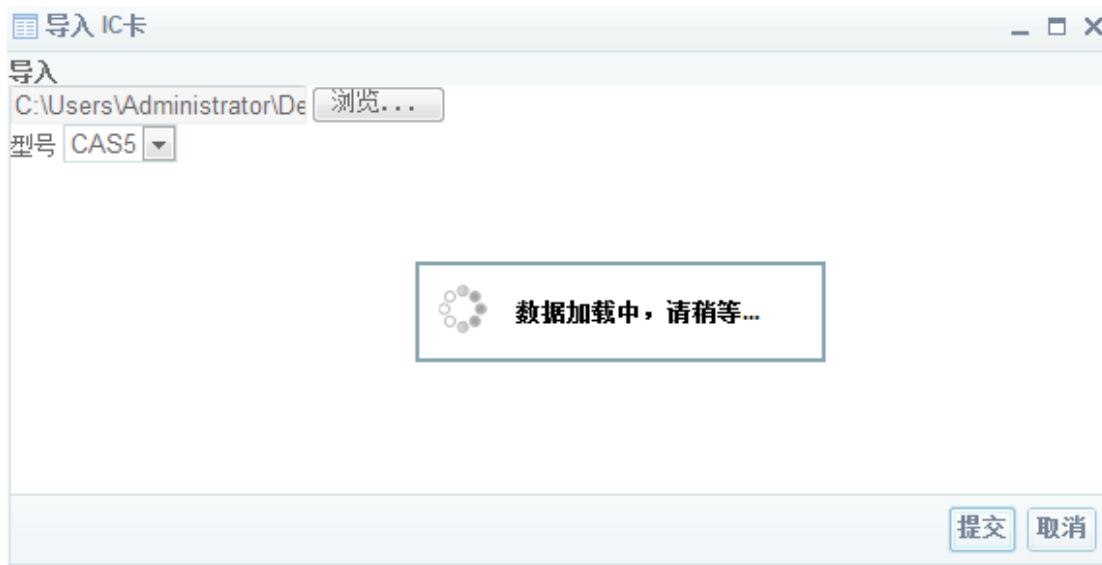 导入 IC卡
导入
C:\Users\Administrator\De 浏览...
型号 CAS5
数据加载中，请稍等...
提交 取消